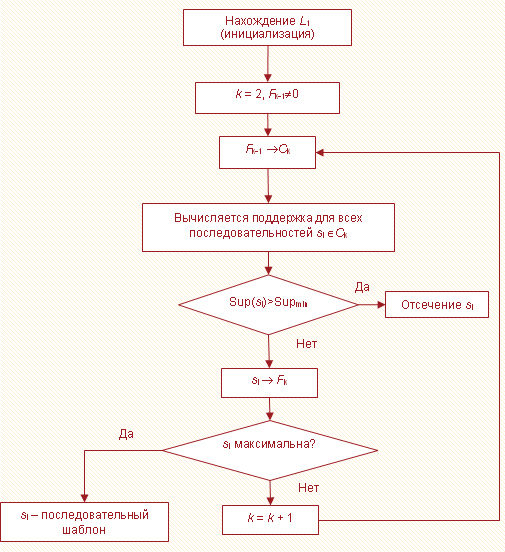 Нахождение L₁
(инициализация)
k = 2, Fₖ₋₁≠0
Fₖ₋₁ →Cₖ
Вычисляется поддержка для всех
последовательностей sᵢ ∈ Cₖ
Sup(sᵢ)>Supₘᵢₙ
Да
Отсечение sᵢ
Нет
sᵢ → Fₖ
sᵢ максимальна?
Да
Нет
sᵢ – последовательный
шаблон
k = k + 1